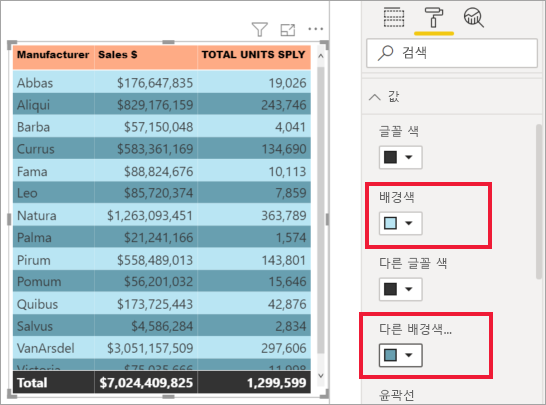 Manufacturer Sales $ TOTAL UNITS SPLY
Abbas $176,647,835 19,026
Aliqui $829,176,159 243,746
Barba $57,150,048 4,041
Currus $583,361,169 134,690
Fama $88,824,676 10,113
Leo $85,720,374 7,859
Natura $1,263,093,451 363,789
Palma $21,241,166 1,574
Pirum $558,489,013 143,801
Pomum $56,201,032 15,646
Quibus $173,725,443 42,876
Salvus $4,586,284 2,834
VanArsdel $3,051,157,509 297,606
Victoria $75,035,666 11,998
Total $7,024,409,825 1,299,599
검색
값
글꼴 색
배경색
다른 글꼴 색
다른 배경색...
윤곽선